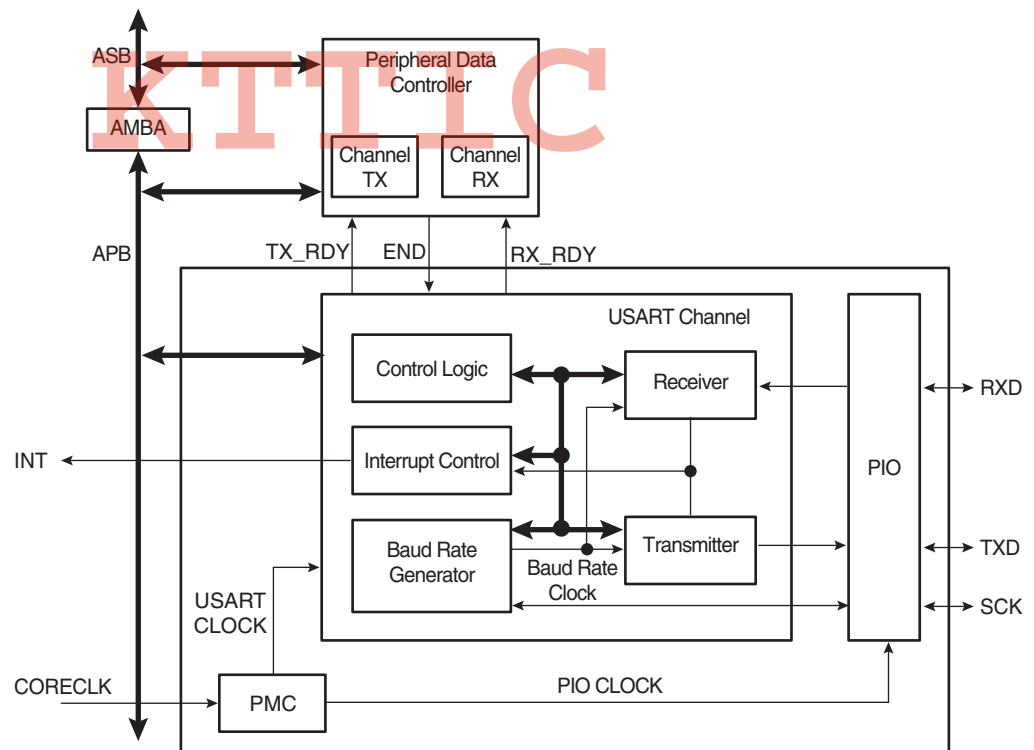 ASB
Peripheral Data
Controller
KTTIC
AMBA
Channel
TX
Channel
RX
TX_RDY
END
RX_RDY
APB
USART Channel
Control Logic
Receiver
RXD
INT
Interrupt Control
PIO
Baud Rate
Generator
Transmitter
TXD
Baud Rate
Clock
USART
CLOCK
SCK
CORECLK
PMC
PIO CLOCK